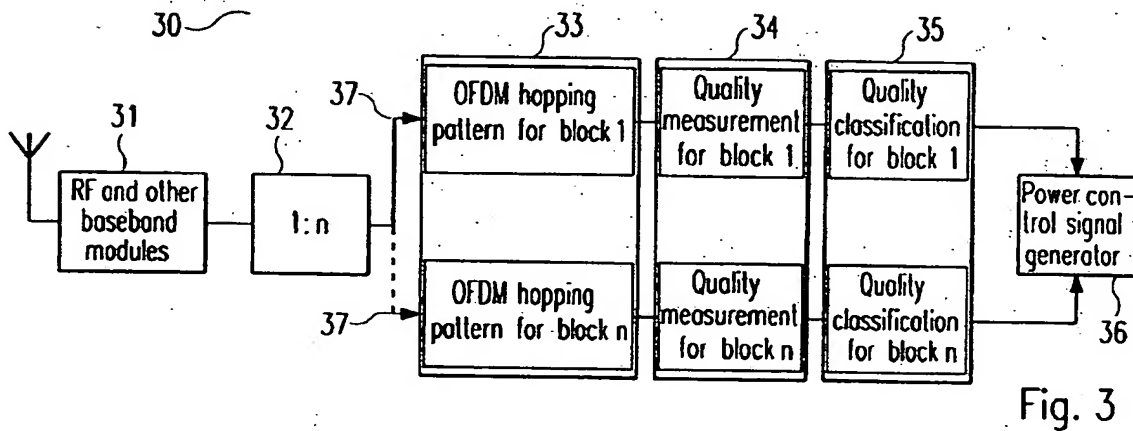 30
33
34
35
37
OFDM hopping
pattern for block 1
Quality
measurement
for block 1
Quality
classification
for block 1
31
32
RF and other
baseband
modules
1:n
Power con-
trol signal
generator
37
OFDM hopping
pattern for block n
Quality
measurement
for block n
Quality
classification
for block n
36
Fig. 3